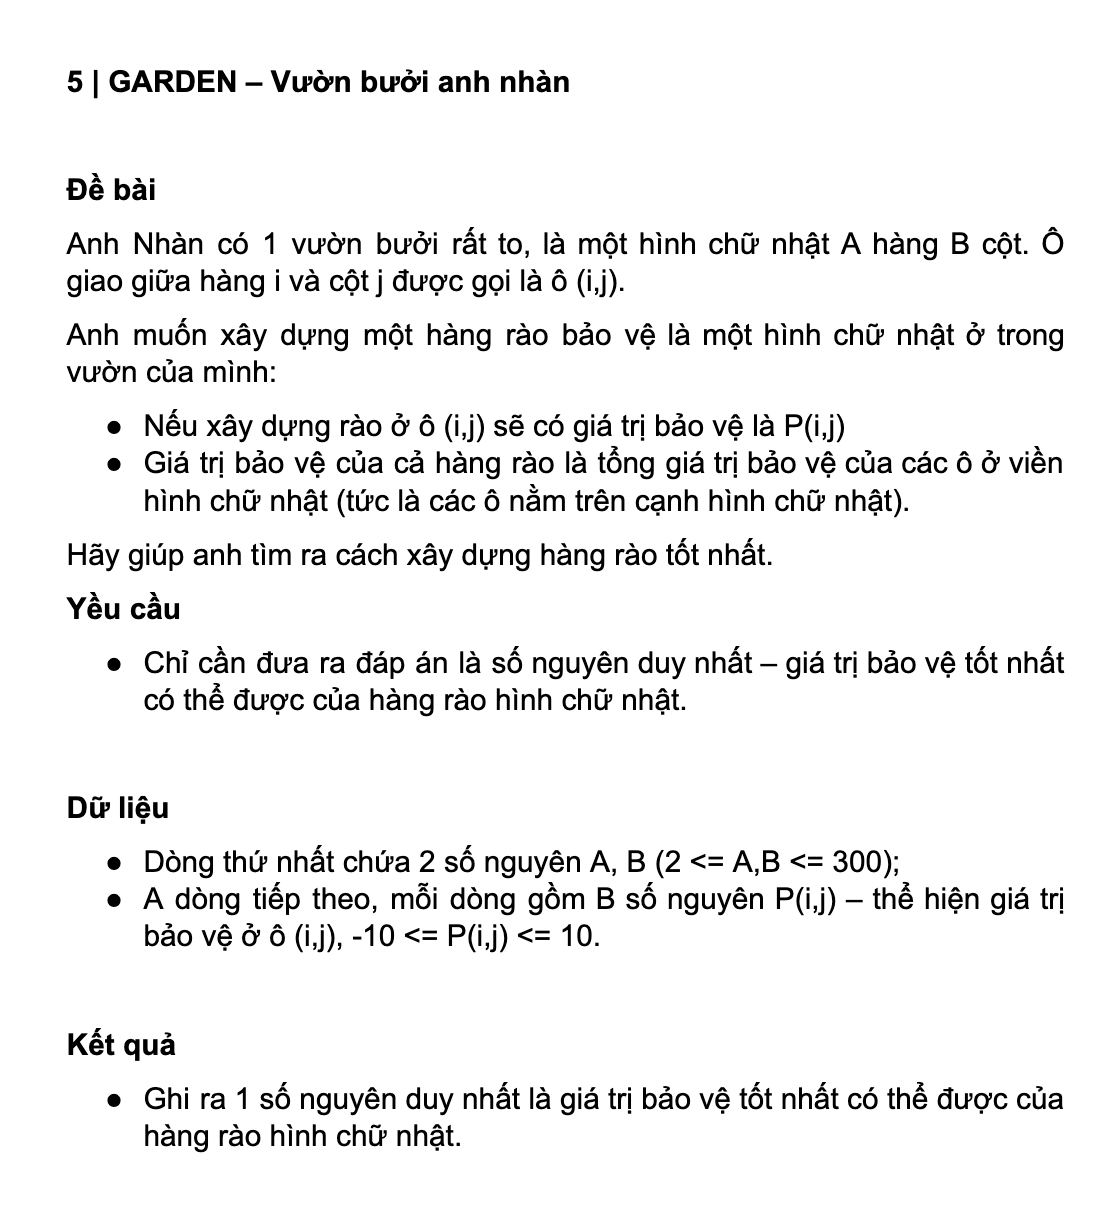 5 | GARDEN – Vườn bưởi anh nhàn
Đề bài
Anh Nhàn có 1 vườn bưởi rất to, là một hình chữ nhật A hàng B cột. Ô
giao giữa hàng i và cột j được gọi là ô (i,j).
Anh muốn xây dựng một hàng rào bảo vệ là một hình chữ nhật ở trong
vườn của mình:
● Nếu xây dựng rào ở ô (i,j) sẽ có giá trị bảo vệ là P(i,j)
● Giá trị bảo vệ của cả hàng rào là tổng giá trị bảo vệ của các ô ở viền
hình chữ nhật (tức là các ô nằm trên cạnh hình chữ nhật).
Hãy giúp anh tìm ra cách xây dựng hàng rào tốt nhất.
Yều cầu
● Chỉ cần đưa ra đáp án là số nguyên duy nhất – giá trị bảo vệ tốt nhất
có thể được của hàng rào hình chữ nhật.
Dữ liệu
● Dòng thứ nhất chứa 2 số nguyên A, B (2 <= A,B <= 300);
● A dòng tiếp theo, mỗi dòng gồm B số nguyên P(i,j) – thể hiện giá trị
bảo vệ ở ô (i,j), -10 <= P(i,j) <= 10.
Kết quả
● Ghi ra 1 số nguyên duy nhất là giá trị bảo vệ tốt nhất có thể được của
hàng rào hình chữ nhật.